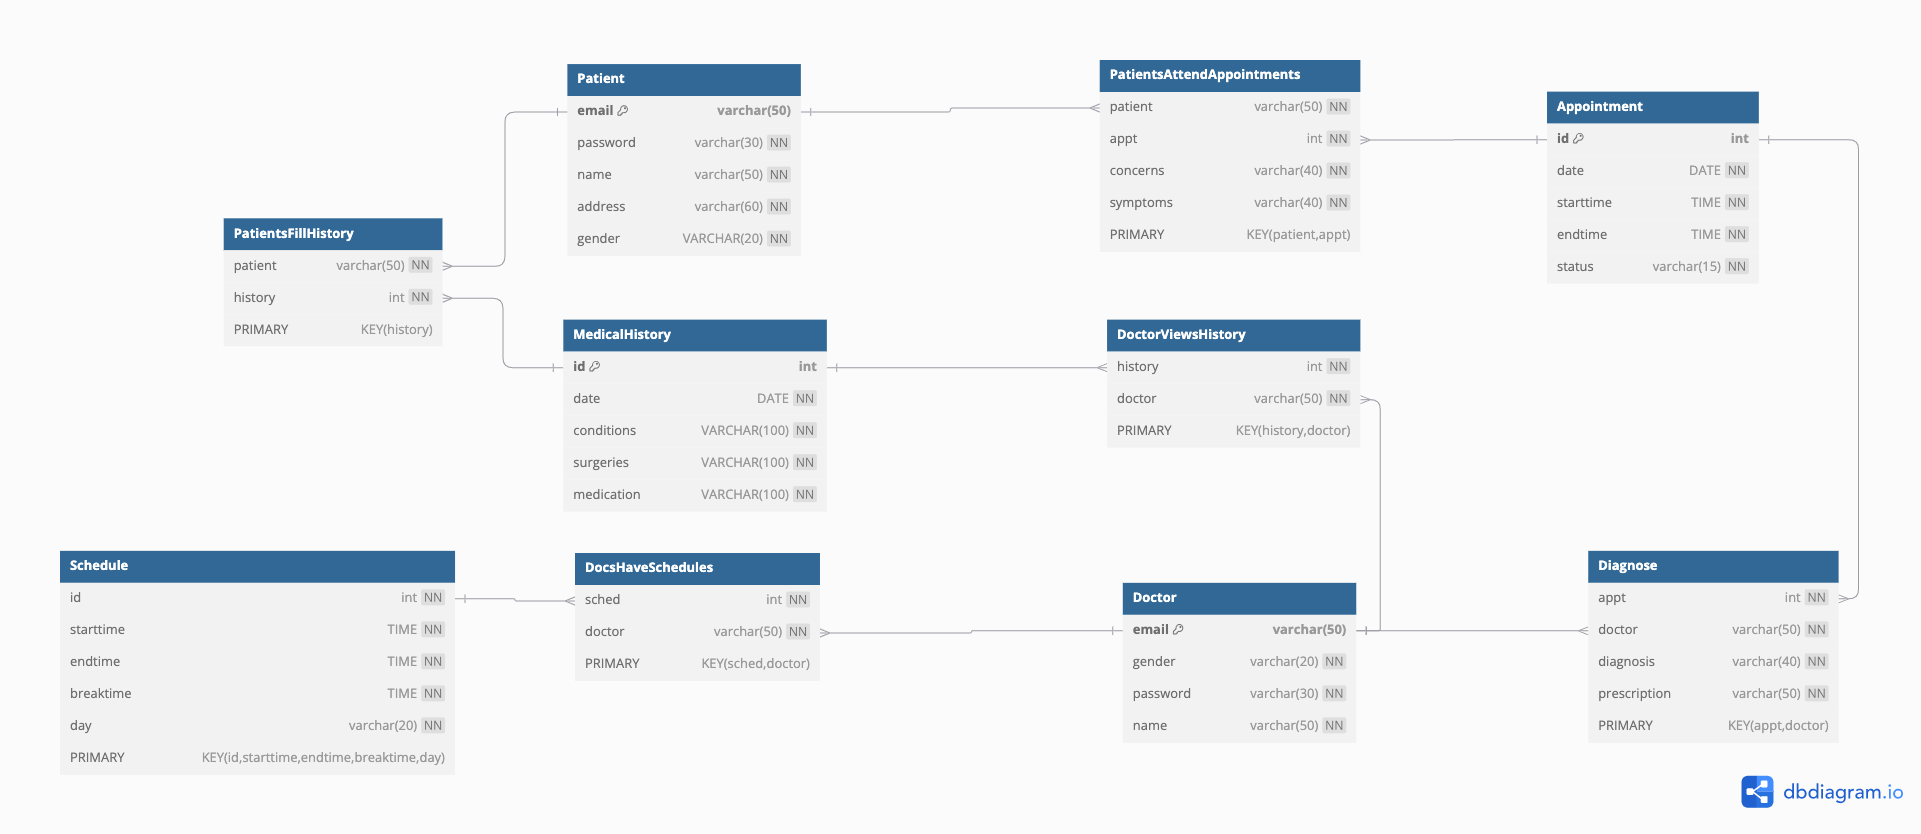 Patient
email varchar(50)
password varchar(30) NN
name varchar(50) NN
address varchar(60) NN
gender VARCHAR(20) NN
PatientsAttendAppointments
patient varchar(50) NN
appt int NN
concerns varchar(40) NN
symptoms varchar(40) NN
PRIMARY KEY(patient,appt)
Appointment
id int
date DATE NN
starttime TIME NN
endtime TIME NN
status varchar(15) NN
PatientsFillHistory
patient varchar(50) NN
history int NN
PRIMARY KEY(history)
MedicalHistory
id int
date DATE NN
conditions VARCHAR(100) NN
surgeries VARCHAR(100) NN
medication VARCHAR(100) NN
DoctorViewsHistory
history int NN
doctor varchar(50) NN
PRIMARY KEY(history,doctor)
Schedule
id int NN
starttime TIME NN
endtime TIME NN
breaktime TIME NN
day varchar(20) NN
PRIMARY KEY(id,starttime,endtime,breaktime,day)
DocsHaveSchedules
sched int NN
doctor varchar(50) NN
PRIMARY KEY(sched,doctor)
Doctor
email varchar(50)
gender varchar(20) NN
password varchar(30) NN
name varchar(50) NN
Diagnose
appt int NN
doctor varchar(50) NN
diagnosis varchar(40) NN
prescription varchar(50) NN
PRIMARY KEY(appt,doctor)
dbdiagram.io